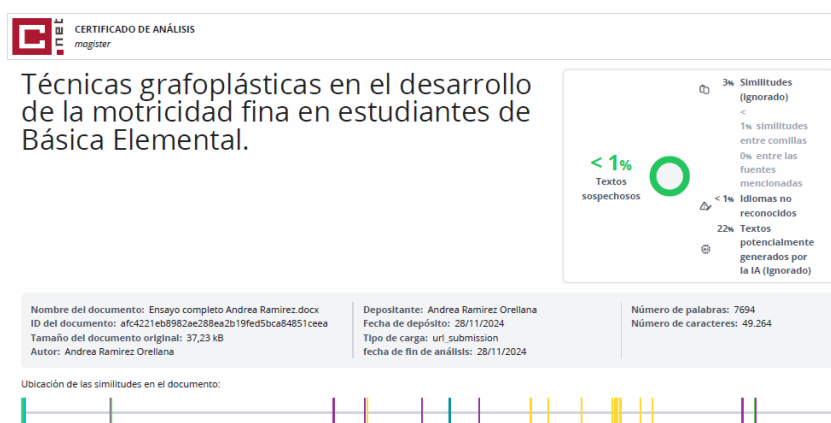 C
.net
CERTIFICADO DE ANÁLISIS
magister
Técnicas grafoplásticas en el desarrollo
de la motricidad fina en estudiantes de
Básica Elemental.
< 1%
Textos
sospechosos
3% Similitudes
(ignorado)
<
1% similitudes
entre comillas
0% entre las
fuentes
mencionadas
< 1% Idiomas no
reconocidos
22% Textos
potencialmente
generados por
la IA (ignorado)
Nombre del documento: Ensayo completo Andrea Ramirez.docx
ID del documento: afc4221eb8982ae288ea2b19fed5bca84851ceea
Tamaño del documento original: 37,23 kB
Autor: Andrea Ramirez Orellana
Depositante: Andrea Ramirez Orellana
Fecha de depósito: 28/11/2024
Tipo de carga: url_submission
fecha de fin de análisis: 28/11/2024
Número de palabras: 7694
Número de caracteres: 49.264
Ubicación de las similitudes en el documento: